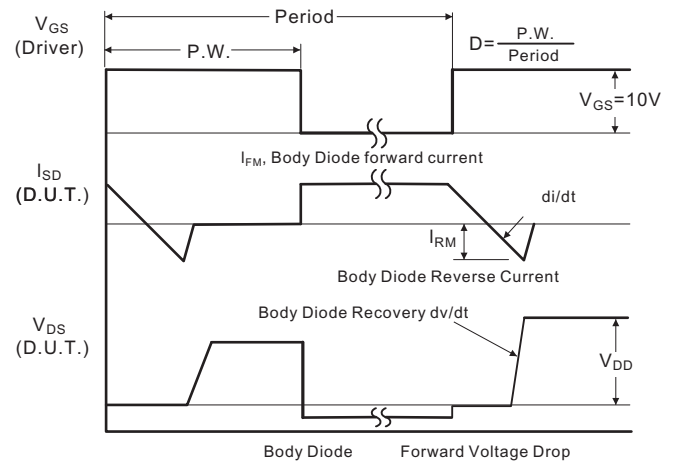 Period
V_GS
(Driver)
P.W.
D= P.W. / Period
V_GS=10V
I_FM, Body Diode forward current
I_SD
(D.U.T.)
di/dt
I_RM
Body Diode Reverse Current
Body Diode Recovery dv/dt
V_DS
(D.U.T.)
V_DD
Body Diode Forward Voltage Drop